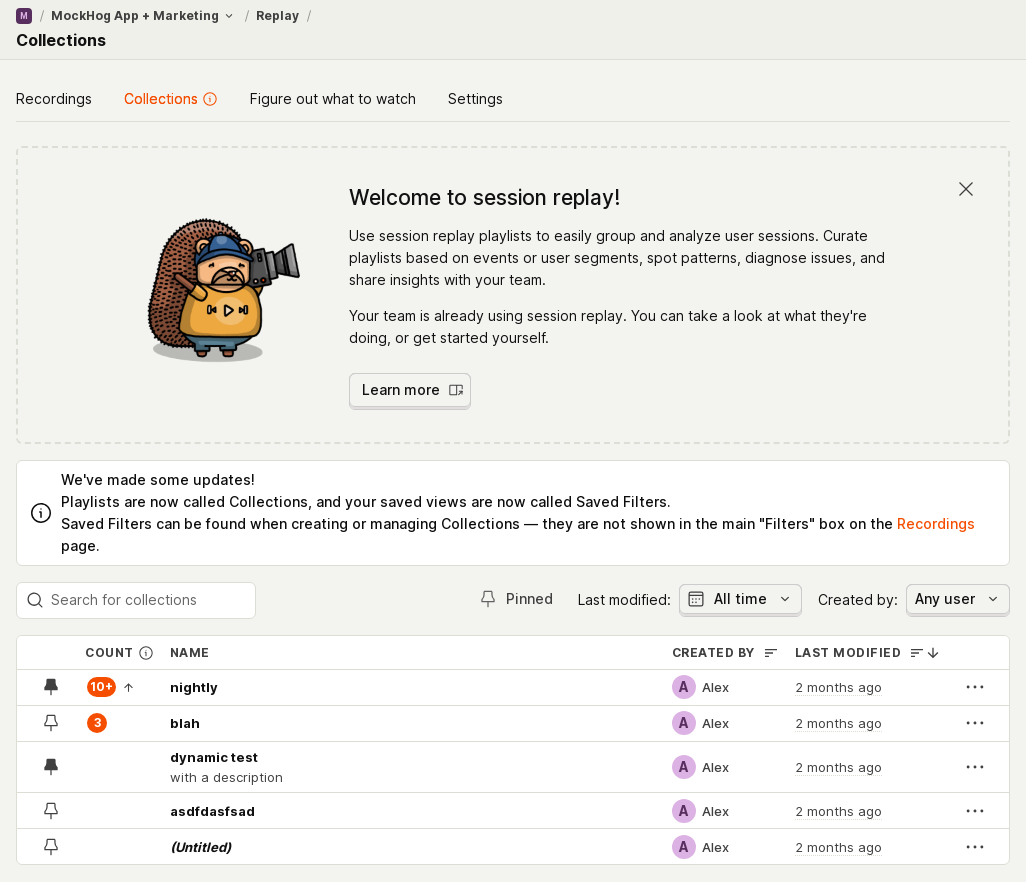 M / MockHog App + Marketing / Replay /
Collections
Recordings Collections Figure out what to watch Settings
Welcome to session replay!
Use session replay playlists to easily group and analyze user sessions. Curate
playlists based on events or user segments, spot patterns, diagnose issues, and
share insights with your team.
Your team is already using session replay. You can take a look at what they're
doing, or get started yourself.
Learn more
We've made some updates!
Playlists are now called Collections, and your saved views are now called Saved Filters.
Saved Filters can be found when creating or managing Collections — they are not shown in the main "Filters" box on the Recordings
page.
Search for collections Pinned Last modified: All time Created by: Any user
COUNT NAME CREATED BY LAST MODIFIED
10+ nightly A Alex 2 months ago
3 blah A Alex 2 months ago
dynamic test
with a description A Alex 2 months ago
asdfdasfsad A Alex 2 months ago
(Untitled) A Alex 2 months ago